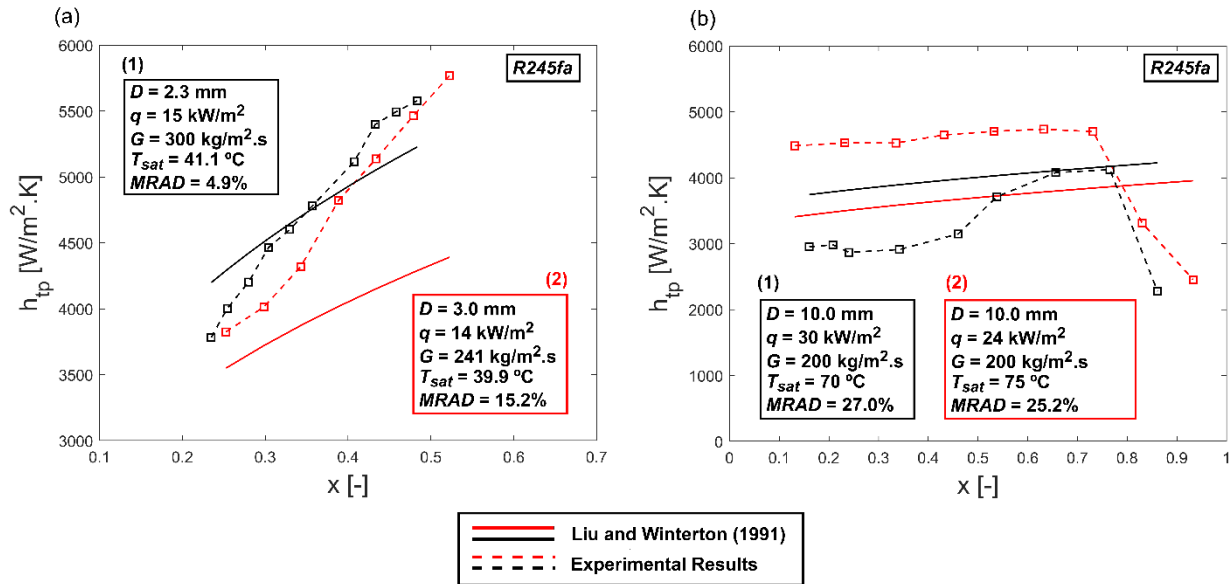 (a)
6000
5500
5000
4500
4000
3500
3000
h_tp [W/m².K]
0.1 0.2 0.3 0.4 0.5 0.6 0.7
x [-]
R245fa
(1)
D = 2.3 mm
q = 15 kW/m²
G = 300 kg/m².s
T_sat = 41.1 ºC
MRAD = 4.9%
(2)
D = 3.0 mm
q = 14 kW/m²
G = 241 kg/m².s
T_sat = 39.9 ºC
MRAD = 15.2%
(b)
6000
5000
4000
3000
2000
1000
0
h_tp [W/m².K]
0 0.1 0.2 0.3 0.4 0.5 0.6 0.7 0.8 0.9 1
x [-]
R245fa
(1)
D = 10.0 mm
q = 30 kW/m²
G = 200 kg/m².s
T_sat = 70 ºC
MRAD = 27.0%
(2)
D = 10.0 mm
q = 24 kW/m²
G = 200 kg/m².s
T_sat = 75 ºC
MRAD = 25.2%
Liu and Winterton (1991)
Experimental Results